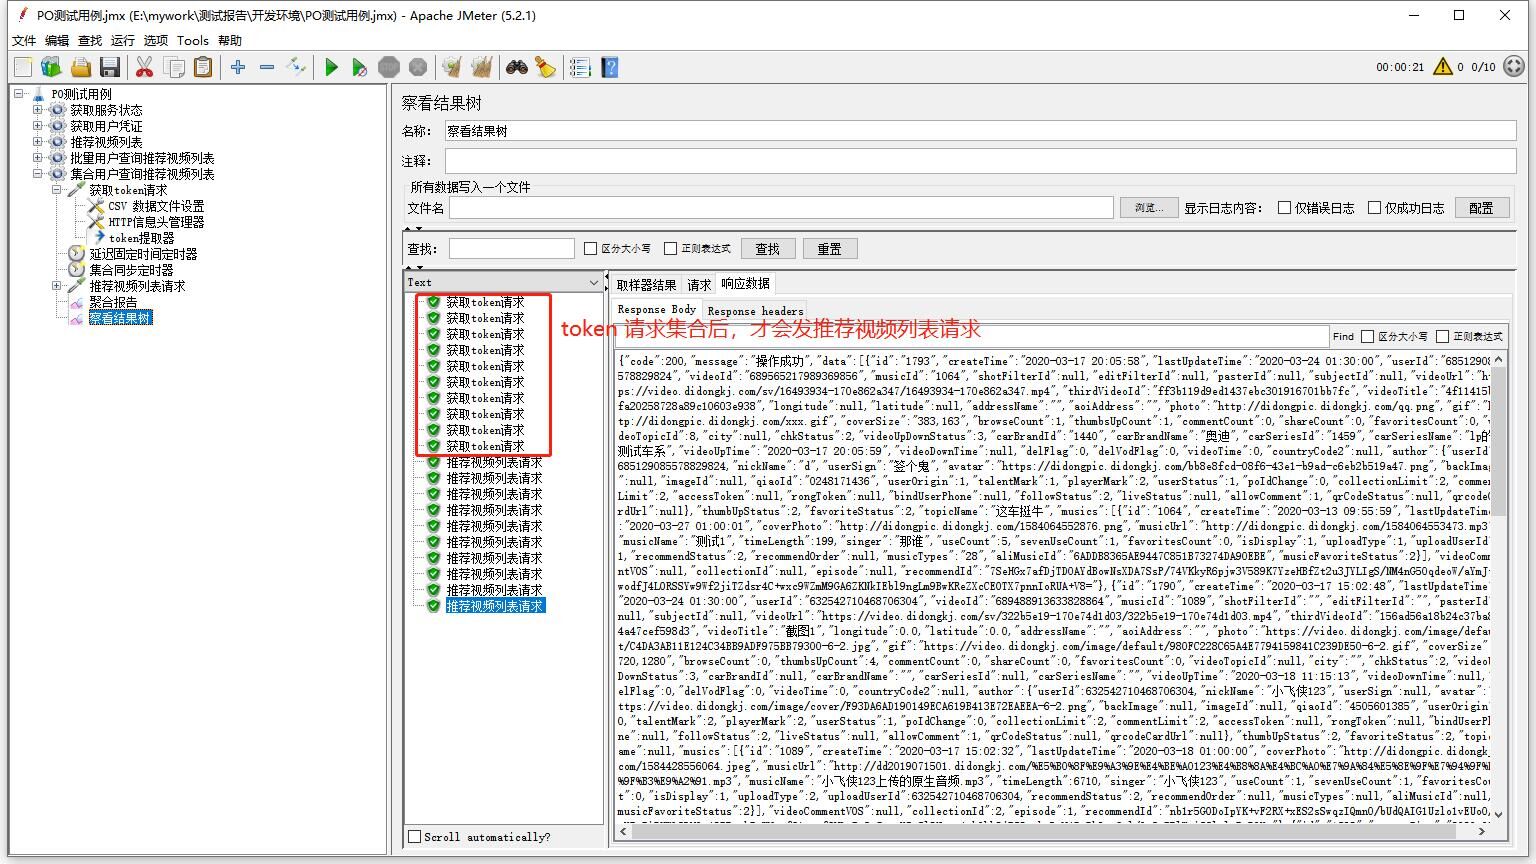 PO测试用例.jmx (E:\mywork\测试报告\开发环境\PO测试用例.jmx) - Apache JMeter (5.2.1)
文件 编辑 查找 运行 选项 Tools 帮助
00:00:21 0 0/10
PO测试用例
获取服务状态
获取用户凭证
推荐视频列表
批量用户查询推荐视频列表
集合用户查询推荐视频列表
获取token请求
CSV 数据文件设置
HTTP信息头管理器
token提取器
延迟固定时间定时器
集合同步定时器
推荐视频列表请求
聚合报告
察看结果树
察看结果树
名称： 察看结果树
注释：
所有数据写入一个文件
文件名 浏览... 显示日志内容： 仅错误日志 仅成功日志 配置
查找: 区分大小写 正则表达式 查找 重置
Text
获取token请求
获取token请求
获取token请求
获取token请求
获取token请求
获取token请求
获取token请求
获取token请求
获取token请求
获取token请求
推荐视频列表请求
推荐视频列表请求
推荐视频列表请求
推荐视频列表请求
推荐视频列表请求
推荐视频列表请求
推荐视频列表请求
推荐视频列表请求
推荐视频列表请求
推荐视频列表请求
Scroll automatically?
取样器结果 请求 响应数据
Response Body Response headers
token 请求集合后，才会发推荐视频列表请求
Find 区分大小写 正则表达式
{"code":200,"message":"操作成功","data":[{"id":"1793","createTime":"2020-03-17 20:05:58","lastUpdateTime":"2020-03-24 01:30:00","userId":"685129085
578829824","videoId":"689565217989369856","musicId":"1064","shotFilterId":null,"editFilterId":null,"pasterId":null,"subjectId":null,"videoUrl":"ht
ps://video.didongkj.com/sv/16493934-170e862a347/16493934-170e862a347.mp4","thirdVideoId":"ff3b119d9ed1437ebc301916701bb7fc","videoTitle":"4f11415b
fa20258728a89c10603e938","longitude":null,"latitude":null,"addressName":"","aoiAddress":"","photo":"http://didongpic.didongkj.com/qq.png","gif":"h
ttp://didongpic.didongkj.com/xxx.gif","coverSize":"383,163","browseCount":1,"thumbsUpCount":1,"commentCount":0,"shareCount":0,"favoritesCount":0,"v
ideoTopicId":8,"city":null,"chkStatus":2,"videoUpDownStatus":3,"carBrandId":"1440","carBrandName":"奥迪","carSeriesId":"1459","carSeriesName":"lp的
测试车系","videoUpTime":"2020-03-17 20:05:59","videoDownTime":null,"delFlag":0,"delVodFlag":0,"videoTime":0,"countryCode2":null,"author":{"userId
685129085578829824,"nickName":"d","userSign":"签个鬼","avatar":"https://didongpic.didongkj.com/bb8e8fcd-08f6-43e1-b9ad-c6eb2b519a47.png","backImag
":null,"imageId":null,"qiaoId":"0248171436","userOrigin":1,"talentMark":1,"playerMark":2,"userStatus":1,"poIdChange":0,"collectionLimit":2,"commen
Limit":2,"accessToken":null,"rongToken":null,"bindUserPhone":null,"followStatus":2,"liveStatus":null,"allowComment":1,"qrCodeStatus":null,"qrcodeC
rdUrl":null},"thumbUpStatus":2,"favoriteStatus":2,"topicName":"这车挺牛","musics":[{"id":"1064","createTime":"2020-03-13 09:55:59","lastUpdateTime
:"2020-03-27 01:00:01","coverPhoto":"http://didongpic.didongkj.com/1584064552876.png","musicUrl":"http://didongpic.didongkj.com/1584064553473.mp3
"musicName":"测试1","timeLength":199,"singer":"那谁","useCount":5,"sevenUseCount":1,"favoritesCount":0,"isDisplay":1,"uploadType":1,"uploadUserId
1,"recommendStatus":2,"recommendOrder":null,"musicTypes":"28","aliMusicId":"6ADDB8365AE9447C851B73274DA90EBE","musicFavoriteStatus":2}],"videoComm
ntVOS":null,"collectionId":null,"episode":null,"recommendId":"7SeHGx7afDjTDOAYdBowNsXDA7SsP/74VKkyR6pjw3V589K7YzeHBfZt2u3JYLIgS/NM4nG50qdeoW/aYmJ
wodfJ4LORSSYw9Wf2jiTZdsr4C+wxc9WZmM9GA6ZKNkIEbl9ngLm9BwKReZXcCEOTX7pnnIoRUA+V8="},{"id":"1790","createTime":"2020-03-17 15:02:48","lastUpdateTime
"2020-03-24 01:30:00","userId":"632542710468706304","videoId":"689488913633828864","musicId":"1089","shotFilterId":"","editFilterId":"","pasterId"
null,"subjectId":null,"videoUrl":"https://video.didongkj.com/sv/322b5e19-170e74d1d03/322b5e19-170e74d1d03.mp4","thirdVideoId":"156ad56a18b24c37ba8
4a47cef598d3","videoTitle":"截图1","longitude":0.0,"latitude":0.0,"addressName":"","aoiAddress":"","photo":"https://video.didongkj.com/image/defau
t/C4DA3AB11E124C34BB9ADF975BB79300-6-2.jpg","gif":"https://video.didongkj.com/image/default/980FC228C65A4E7794159841C239DE50-6-2.gif","coverSize"
720,1280","browseCount":0,"thumbsUpCount":4,"commentCount":0,"shareCount":0,"favoritesCount":0,"videoTopicId":null,"city":"","chkStatus":2,"video
DownStatus":3,"carBrandId":null,"carBrandName":"","carSeriesId":null,"carSeriesName":"","videoUpTime":"2020-03-18 11:15:13","videoDownTime":null,
elFlag":0,"delVodFlag":0,"videoTime":0,"countryCode2":null,"author":{"userId":632542710468706304,"nickName":"小飞侠123","userSign":null,"avatar":"
ttps://video.didongkj.com/image/cover/F93DA6AD190149ECA619B413E72EAEEA-6-2.png","backImage":null,"imageId":null,"qiaoId":"4505601385","userOrigin"
0,"talentMark":2,"playerMark":2,"userStatus":1,"poIdChange":0,"collectionLimit":2,"commentLimit":2,"accessToken":null,"rongToken":null,"bindUserPh
ne":null,"followStatus":2,"liveStatus":null,"allowComment":1,"qrCodeStatus":null,"qrcodeCardUrl":null},"thumbUpStatus":2,"favoriteStatus":2,"topic
ame":null,"musics":[{"id":"1089","createTime":"2020-03-17 15:02:32","lastUpdateTime":"2020-03-18 01:00:00","coverPhoto":"http://didongpic.didongkj
com/1584428556064.jpeg","musicUrl":"http://dd2019071501.didongkj.com/%E5%B0%8F%E9%A3%9E%E4%BE%A0123%E4%B8%8A%E4%BC%A0%E7%9A%84%E5%8E%9F%E7%94%9F%
%9F%B3%E9%A2%91.mp3","musicName":"小飞侠123上传的原生音频.mp3","timeLength":6710,"singer":"小飞侠123","useCount":1,"sevenUseCount":1,"favoritesCou
t":0,"isDisplay":1,"uploadType":2,"uploadUserId":632542710468706304,"recommendStatus":2,"recommendOrder":null,"musicTypes":null,"aliMusicId":null,
musicFavoriteStatus":2}],"videoCommentVOS":null,"collectionId":2,"episode":1,"recommendId":"nb1r5GODoIpYK+vF2RX+xES2sSwqzIQmnO/bUdQAIG1Uzlo1vEUoO